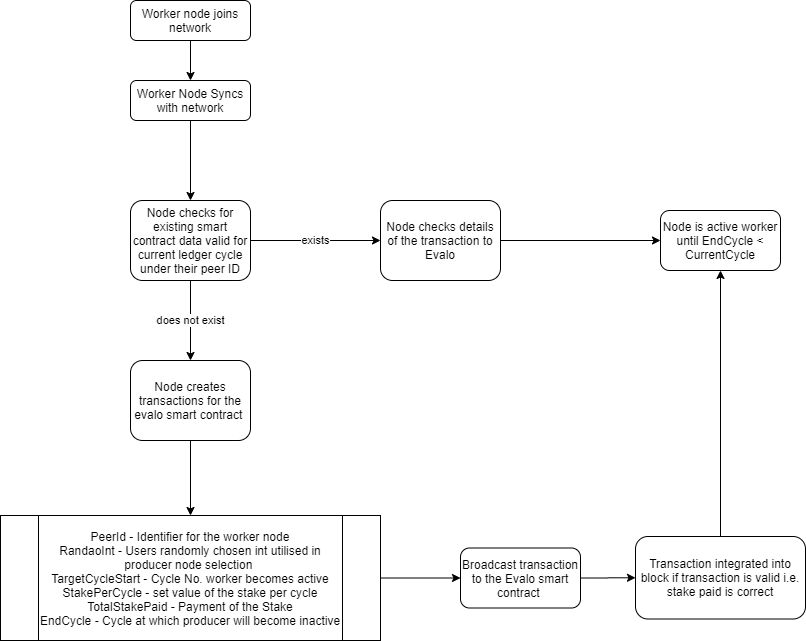 Worker node joins
network
Worker Node Syncs
with network
Node checks for
existing smart
contract data valid for
current ledger cycle
under their peer ID
exists
Node checks details
of the transaction to
Evalo
Node is active worker
until EndCycle <
CurrentCycle
does not exist
Node creates
transactions for the
evalo smart contract
PeerId - Identifier for the worker node
RandaoInt - Users randomly chosen int utilised in
producer node selection
TargetCycleStart - Cycle No. worker becomes active
StakePerCycle - set value of the stake per cycle
TotalStakePaid - Payment of the Stake
EndCycle - Cycle at which producer will become inactive
Broadcast transaction
to the Evalo smart
contract
Transaction integrated into
block if transaction is valid i.e.
stake paid is correct